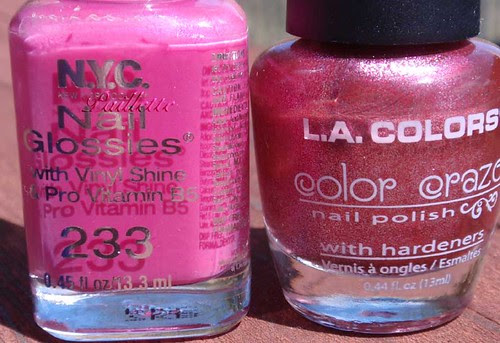 N.Y.C.
Paillette
Nail
Glossies®
with Vinyl Shine
& Pro Vitamin B5
233
0.45 fl oz/13.3 ml
L.A. COLORS
color craze
nail polish
with hardeners
Vernis à ongles / Esmaltes
0.44 fl.oz (13ml)